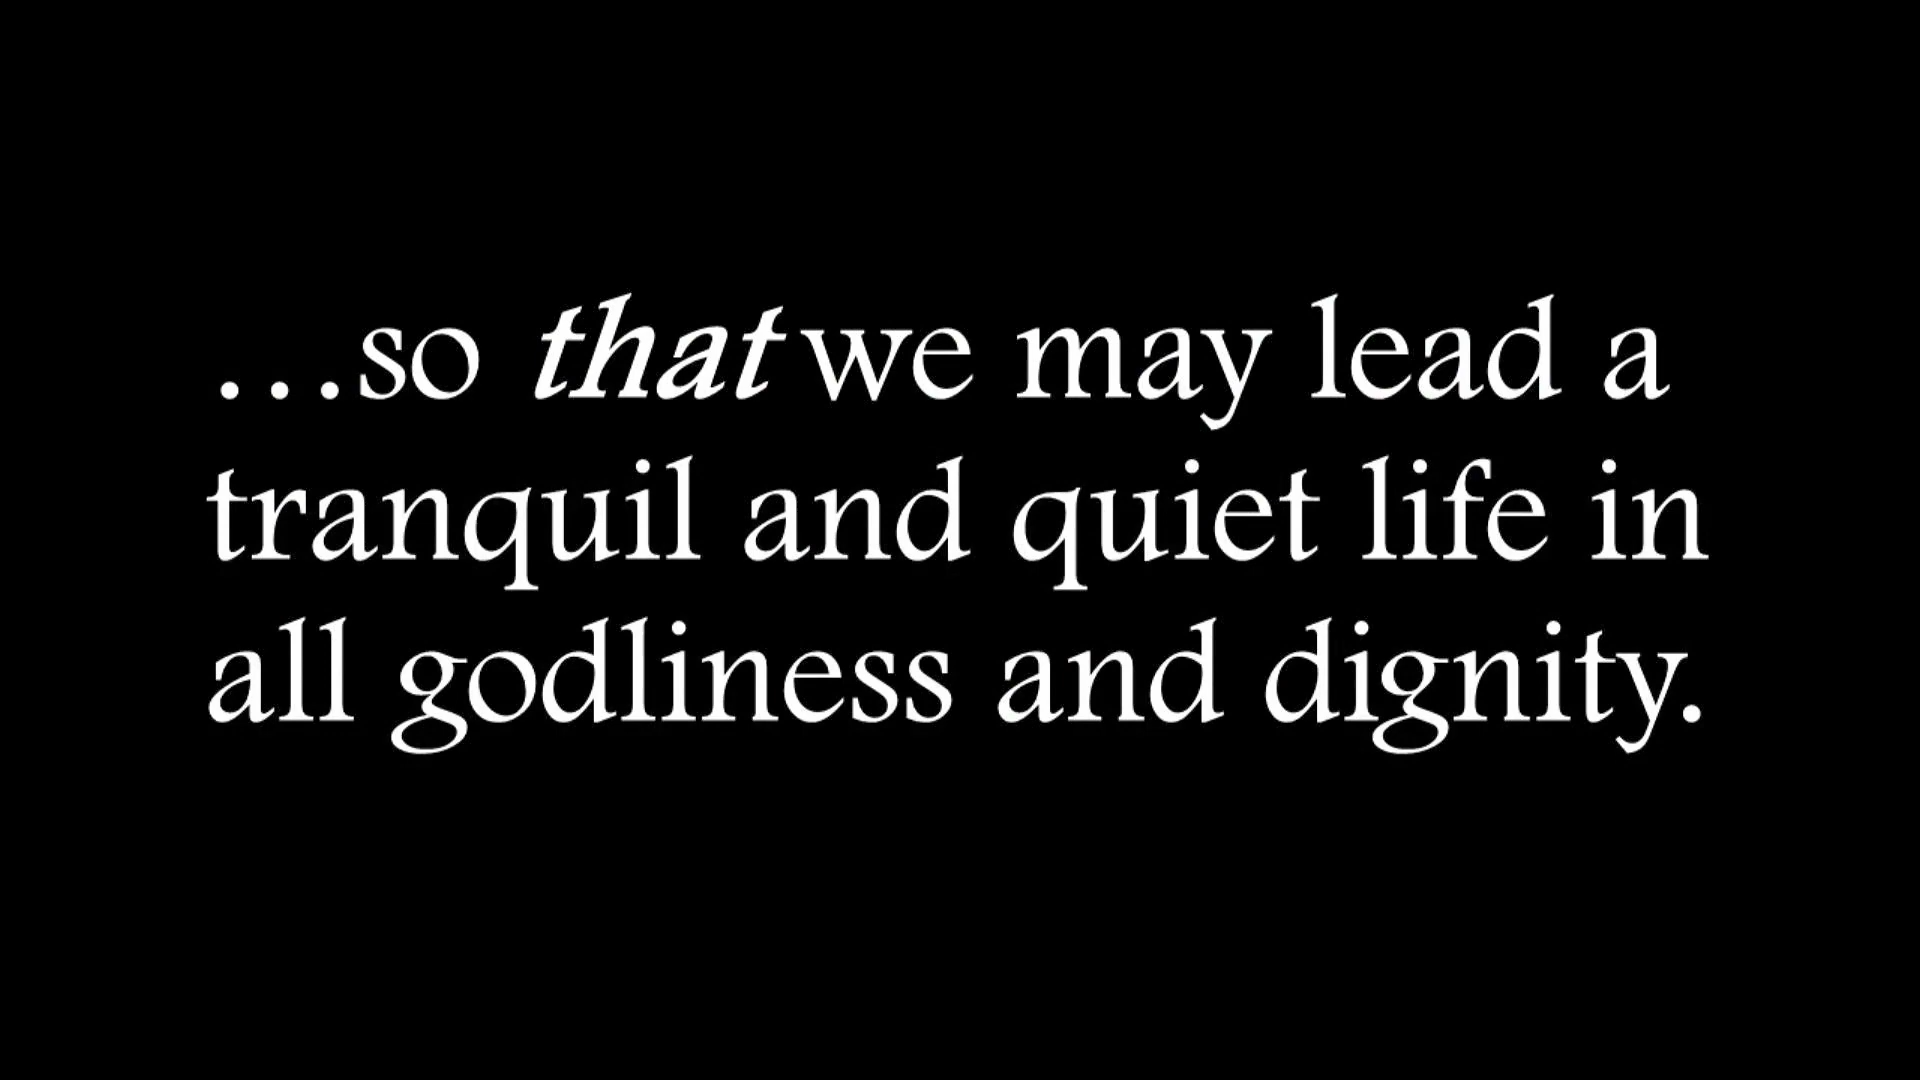 …so that we may lead a
tranquil and quiet life in
all godliness and dignity.